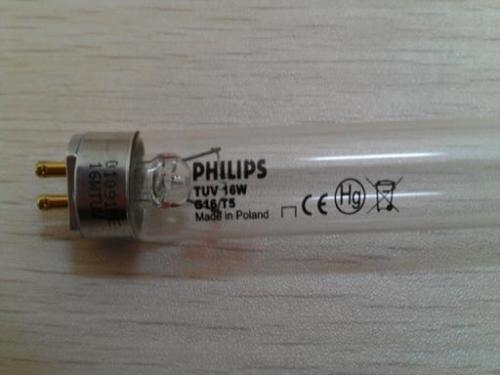 PHILIPS
TUV 16W
G16/T5
Made in Poland
CE
Hg